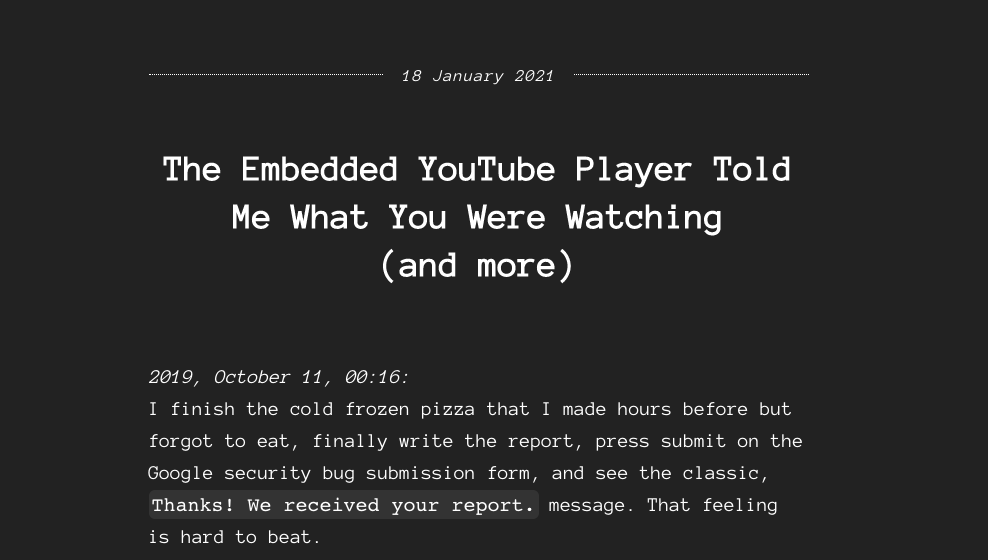 18 January 2021
The Embedded YouTube Player Told
Me What You Were Watching
(and more)
2019, October 11, 00:16:
I finish the cold frozen pizza that I made hours before but
forgot to eat, finally write the report, press submit on the
Google security bug submission form, and see the classic,
Thanks! We received your report. message. That feeling
is hard to beat.